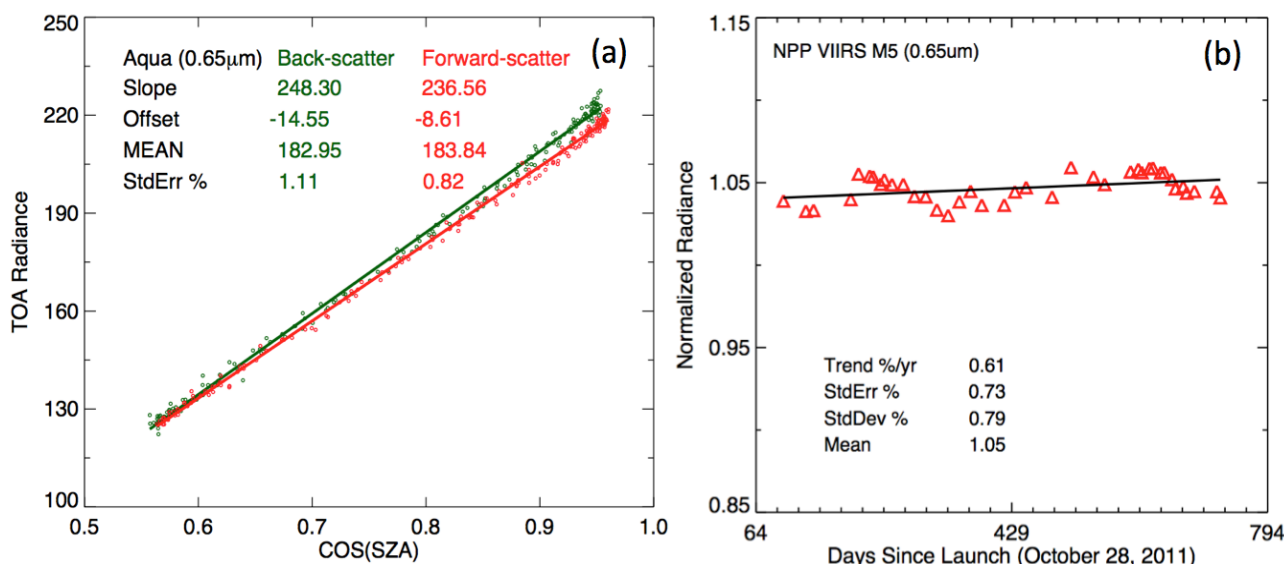 250
220
190
160
130
100
TOA Radiance
Aqua (0.65μm) Back-scatter Forward-scatter (a)
Slope 248.30 236.56
Offset -14.55 -8.61
MEAN 182.95 183.84
StdErr % 1.11 0.82
0.5 0.6 0.7 0.8 0.9 1.0
COS(SZA)
1.15
1.05
0.95
0.85
Normalized Radiance
NPP VIIRS M5 (0.65um) (b)
Trend %/yr 0.61
StdErr % 0.73
StdDev % 0.79
Mean 1.05
64 429 794
Days Since Launch (October 28, 2011)